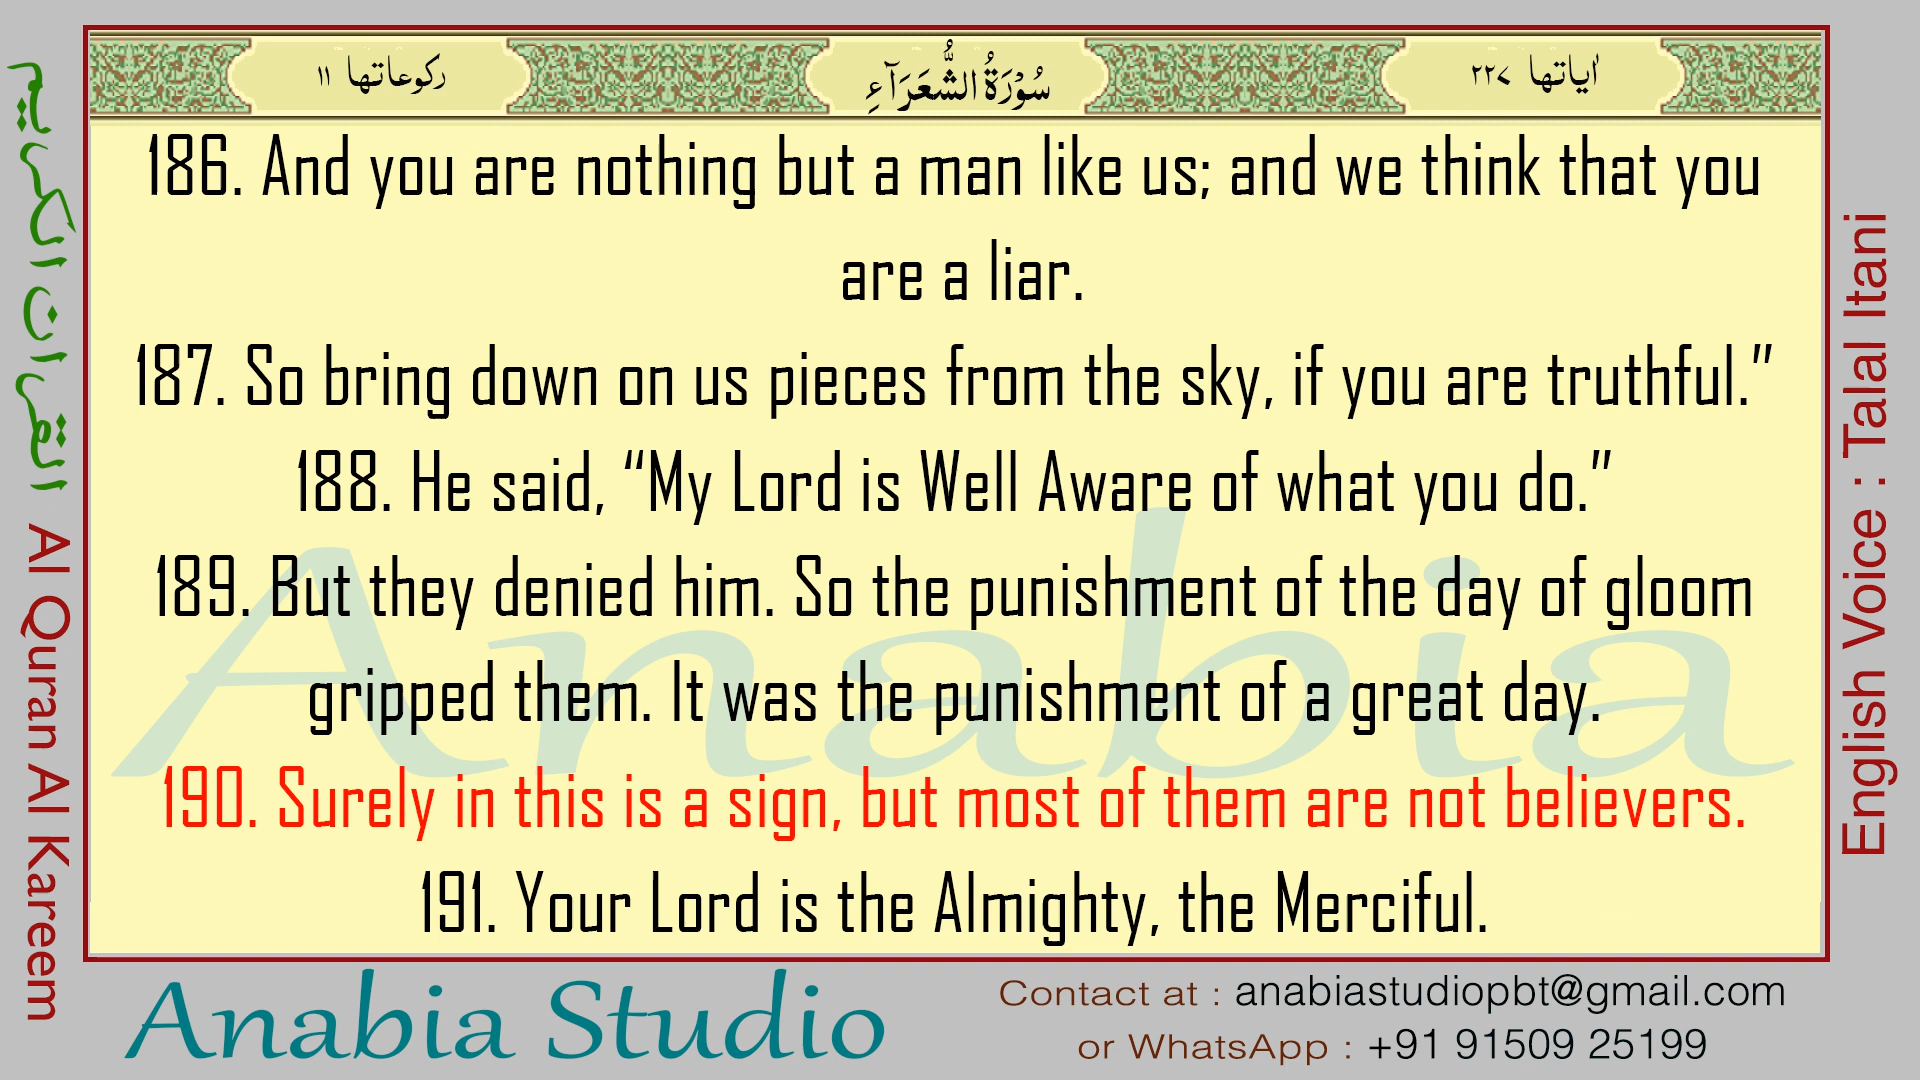 رکوعاتها ١١
سُوْرَةُ الشُّعَرَآءِ
اٰیاتها ٢٢٧
186. And you are nothing but a man like us; and we think that you
are a liar.
187. So bring down on us pieces from the sky, if you are truthful.”
188. He said, “My Lord is Well Aware of what you do.”
189. But they denied him. So the punishment of the day of gloom
gripped them. It was the punishment of a great day.
190. Surely in this is a sign, but most of them are not believers.
191. Your Lord is the Almighty, the Merciful.
Anabia
القران الكريم Al Quran Al Kareem
English Voice : Talal Itani
Anabia Studio
Contact at : anabiastudiopbt@gmail.com
or WhatsApp : +91 91509 25199